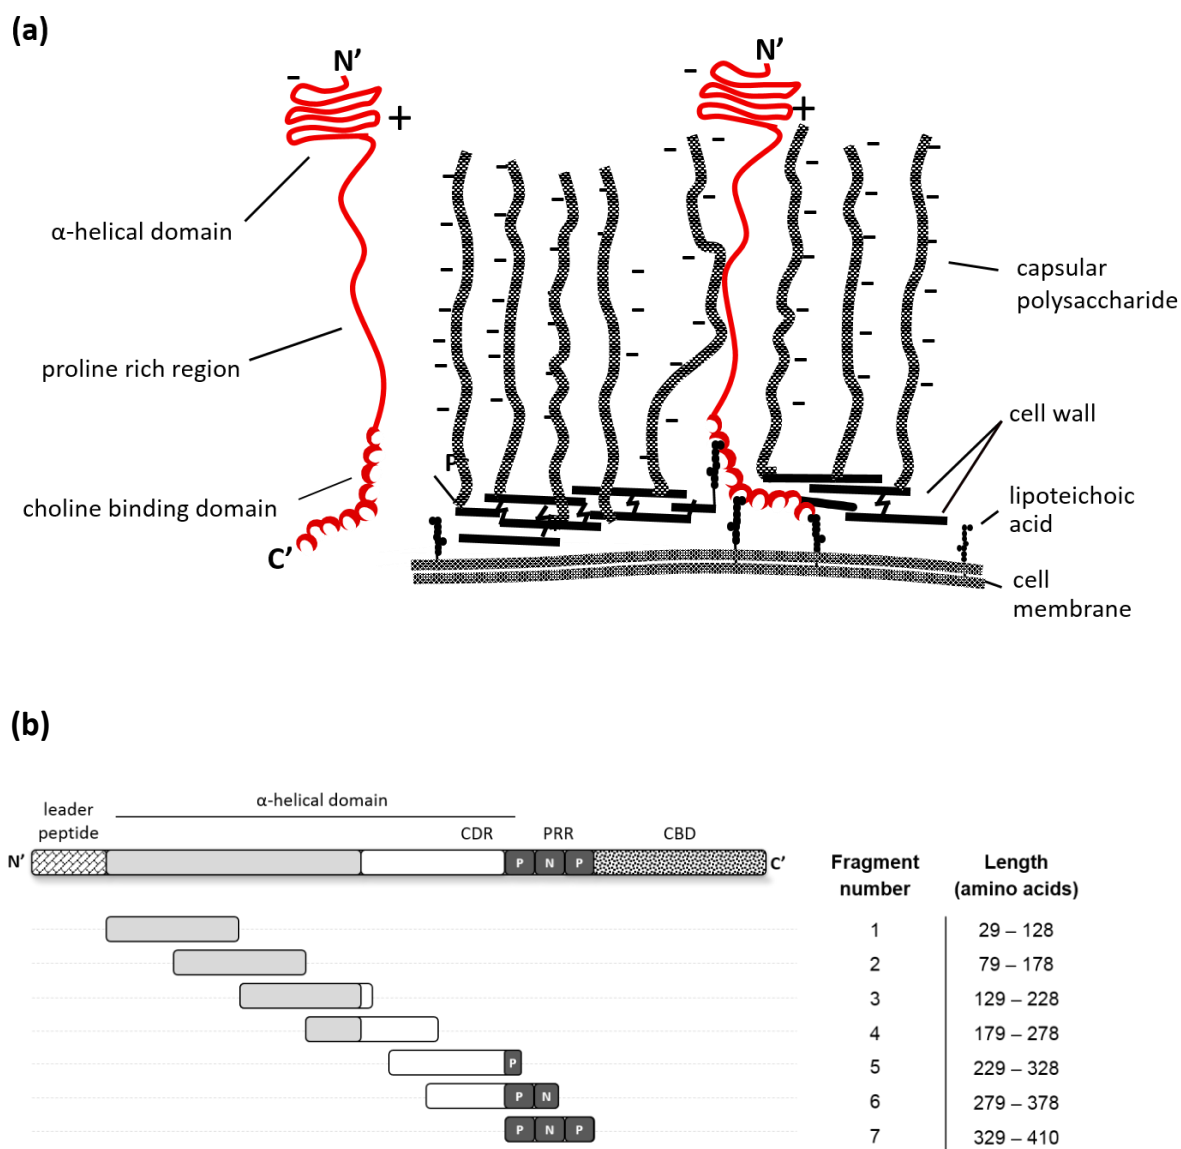 (a)
N’
N’
-
+
-
+
α-helical domain
capsular
polysaccharide
proline rich region
cell wall
P
choline binding domain
lipoteichoic
acid
C’
cell
membrane
(b)
leader
peptide
α-helical domain
CDR PRR CBD
N’ P N P C’
Fragment
number
Length
(amino acids)
1 29 – 128
2 79 – 178
3 129 – 228
4 179 – 278
P
5 229 – 328
P N
6 279 – 378
P N P
7 329 – 410